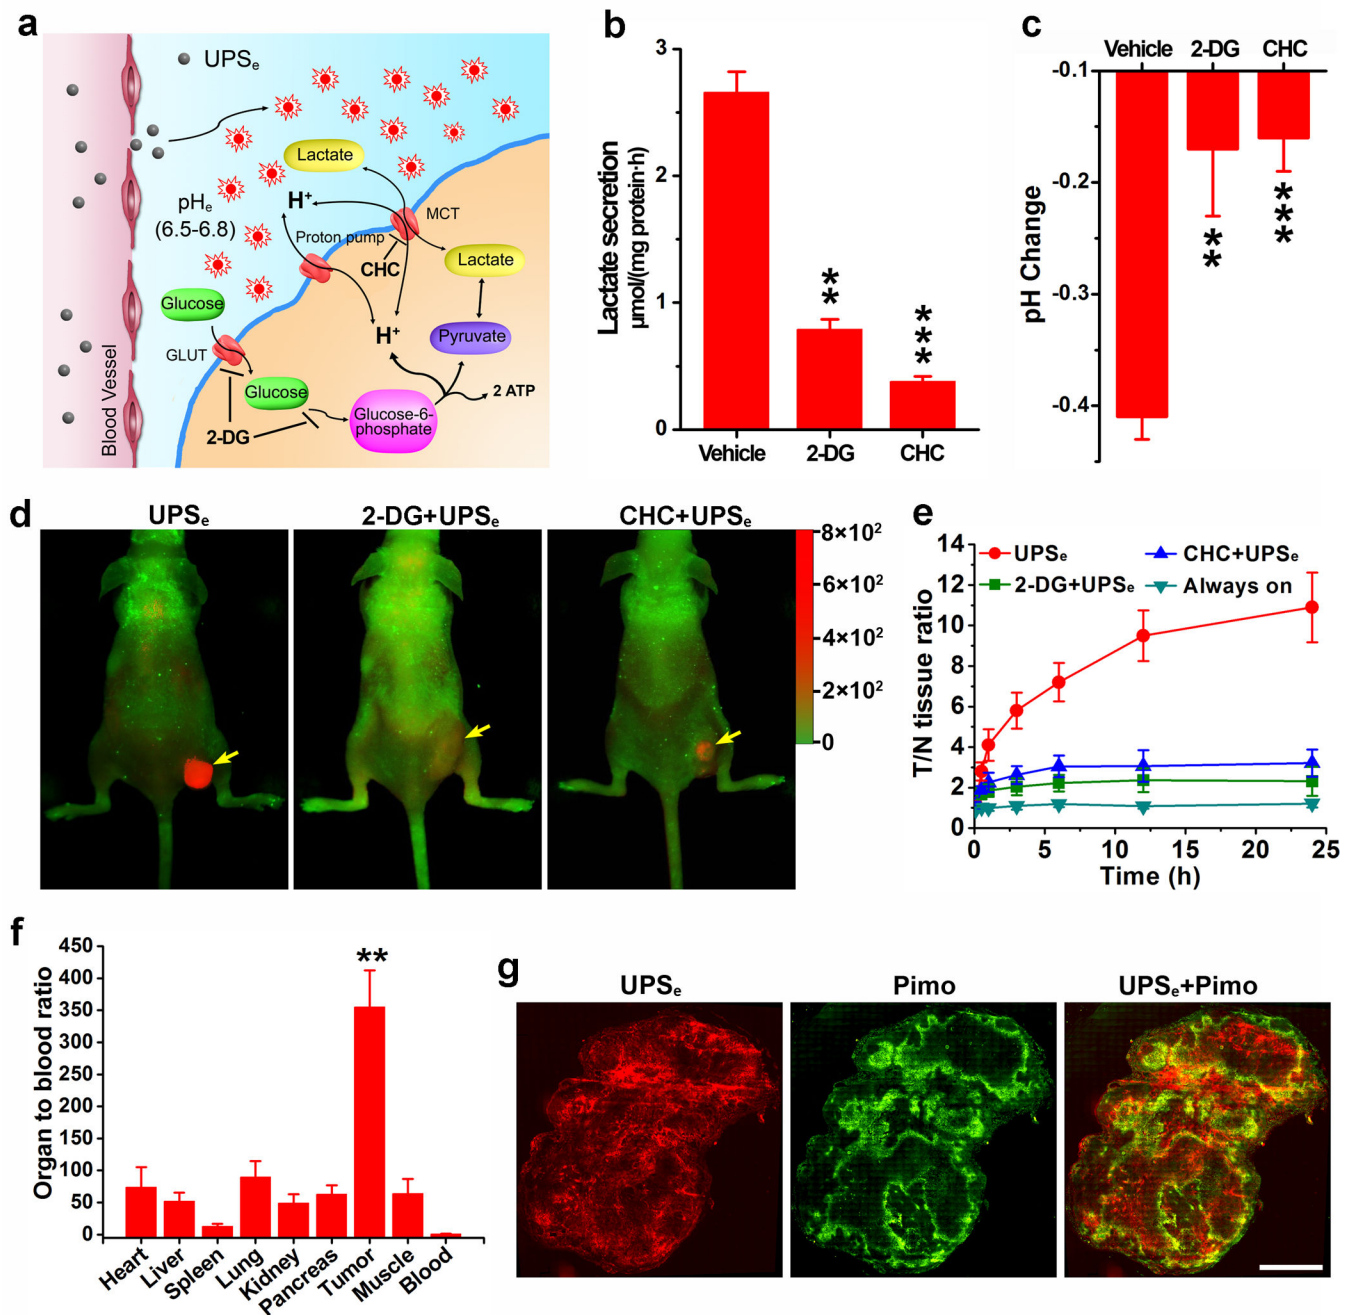 a
UPSₑ
Lactate
H⁺
pHₑ
(6.5-6.8)
MCT
Proton pump
CHC
Lactate
Glucose
H⁺
Pyruvate
GLUT
Glucose
2 ATP
Glucose-6-
phosphate
2-DG
Blood Vessel
b
Lactate secretion
μmol/(mg protein·h)
3
2
1
0
**
***
Vehicle 2-DG CHC
c
Vehicle 2-DG CHC
pH Change
-0.1
-0.2
-0.3
-0.4
**
***
d
UPSₑ 2-DG+UPSₑ CHC+UPSₑ
8×10²
6×10²
4×10²
2×10²
0
e
T/N tissue ratio
14
12
10
8
6
4
2
0
UPSₑ CHC+UPSₑ
2-DG+UPSₑ Always on
0 5 10 15 20 25
Time (h)
f
Organ to blood ratio
450
400
350
300
250
200
150
100
50
0
**
Heart Liver Spleen Lung Kidney Pancreas Tumor Muscle Blood
g
UPSₑ Pimo UPSₑ+Pimo